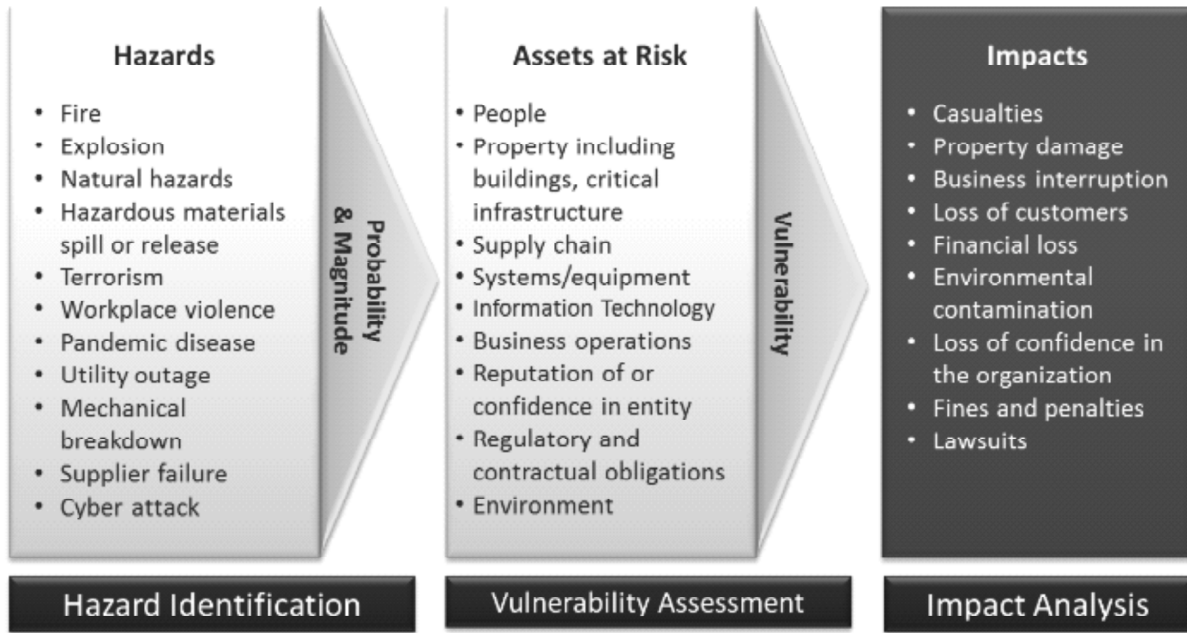 Hazards
• Fire
• Explosion
• Natural hazards
• Hazardous materials
spill or release
• Terrorism
• Workplace violence
• Pandemic disease
• Utility outage
• Mechanical
breakdown
• Supplier failure
• Cyber attack
Probability
& Magnitude
Hazard Identification
Assets at Risk
• People
• Property including
buildings, critical
infrastructure
• Supply chain
• Systems/equipment
• Information Technology
• Business operations
• Reputation of or
confidence in entity
• Regulatory and
contractual obligations
• Environment
Vulnerability
Vulnerability Assessment
Impacts
• Casualties
• Property damage
• Business interruption
• Loss of customers
• Financial loss
• Environmental
contamination
• Loss of confidence in
the organization
• Fines and penalties
• Lawsuits
Impact Analysis